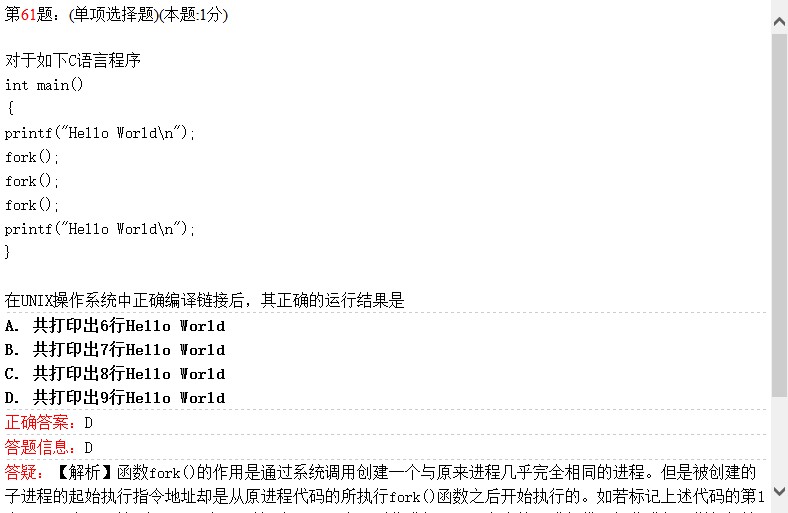 第61题：(单项选择题)(本题:1分)
对于如下C语言程序
int main()
{
printf("Hello World\n");
fork();
fork();
fork();
printf("Hello World\n");
}
在UNIX操作系统中正确编译链接后，其正确的运行结果是
A. 共打印出6行Hello World
B. 共打印出7行Hello World
C. 共打印出8行Hello World
D. 共打印出9行Hello World
正确答案：D
答题信息：D
答疑：【解析】函数fork()的作用是通过系统调用创建一个与原来进程几乎完全相同的进程。但是被创建的
子进程的起始执行指令地址却是从原进程代码的所执行fork()函数之后开始执行的。如若标记上述代码的第1